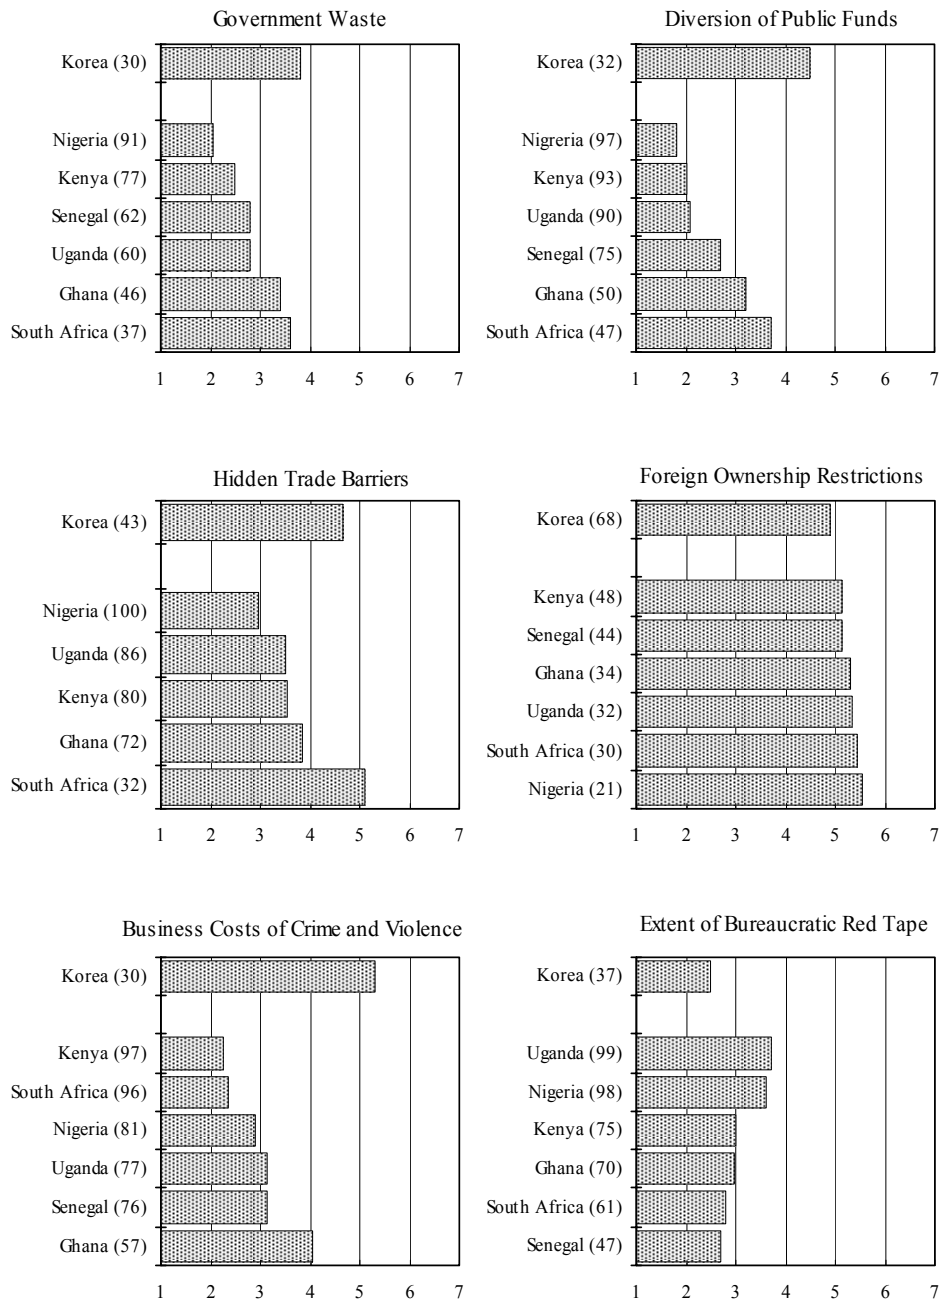 Government Waste
Korea (30)
Nigeria (91)
Kenya (77)
Senegal (62)
Uganda (60)
Ghana (46)
South Africa (37)
1 2 3 4 5 6 7
Diversion of Public Funds
Korea (32)
Nigreria (97)
Kenya (93)
Uganda (90)
Senegal (75)
Ghana (50)
South Africa (47)
1 2 3 4 5 6 7
Hidden Trade Barriers
Korea (43)
Nigeria (100)
Uganda (86)
Kenya (80)
Ghana (72)
South Africa (32)
1 2 3 4 5 6 7
Foreign Ownership Restrictions
Korea (68)
Kenya (48)
Senegal (44)
Ghana (34)
Uganda (32)
South Africa (30)
Nigeria (21)
1 2 3 4 5 6 7
Business Costs of Crime and Violence
Korea (30)
Kenya (97)
South Africa (96)
Nigeria (81)
Uganda (77)
Senegal (76)
Ghana (57)
1 2 3 4 5 6 7
Extent of Bureaucratic Red Tape
Korea (37)
Uganda (99)
Nigeria (98)
Kenya (75)
Ghana (70)
South Africa (61)
Senegal (47)
1 2 3 4 5 6 7